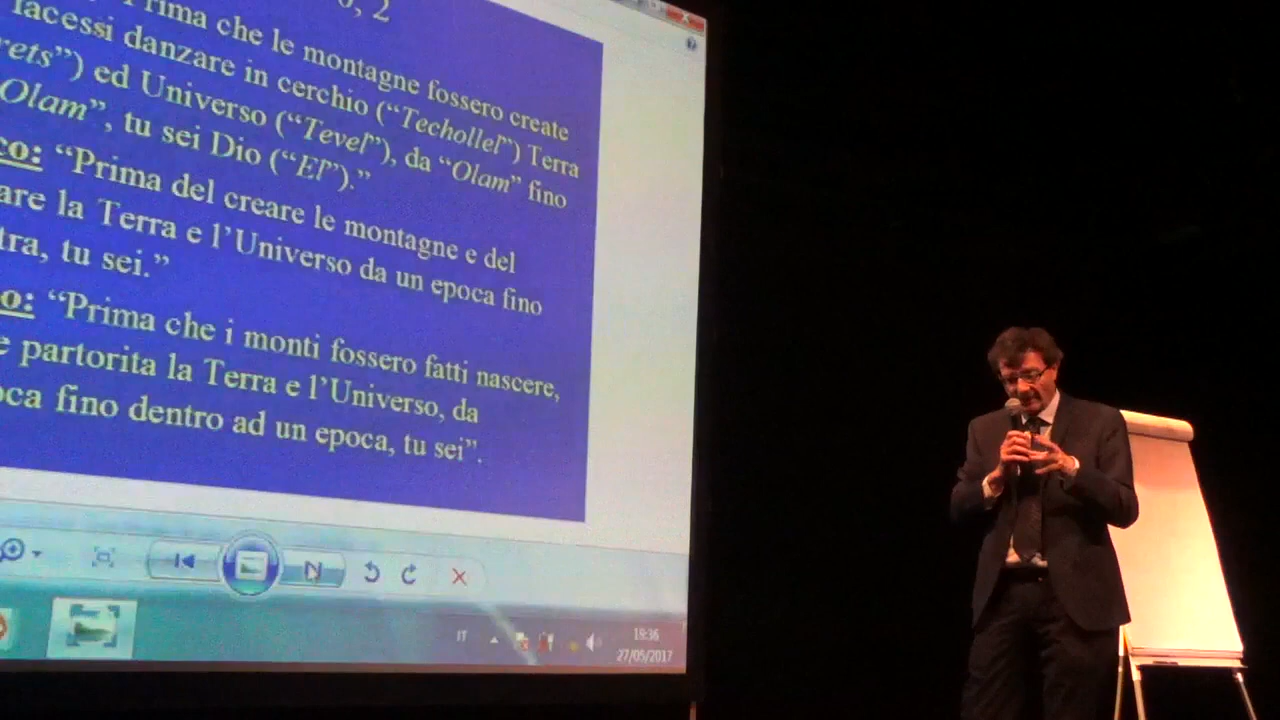 0, 2
Prima che le montagne fossero create
facessi danzare in cerchio (“Techollel”) Terra
rets”) ed Universo (“Tevel”), da “Olam” fino
Olam”, tu sei Dio (“El”).”
co: “Prima del creare le montagne e del
are la Terra e l’Universo da un epoca fino
tra, tu sei.”
o: “Prima che i monti fossero fatti nascere,
e partorita la Terra e l’Universo, da
oca fino dentro ad un epoca, tu sei”.
IT
19:36
27/05/2017